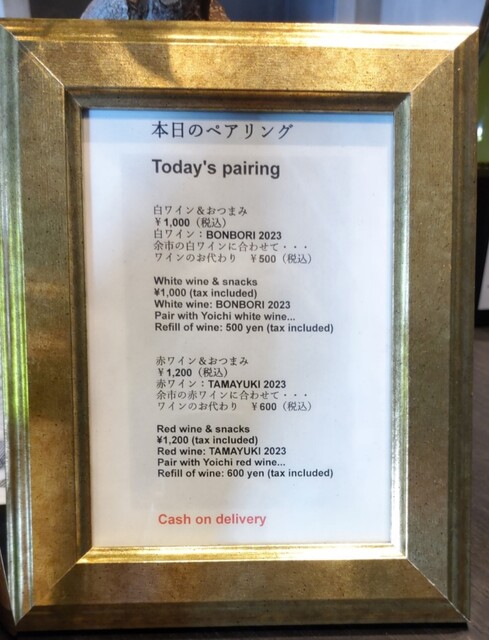 本日のペアリング
Today's pairing
白ワイン＆おつまみ
￥1,000（税込）
白ワイン：BONBORI 2023
余市の白ワインに合わせて・・・
ワインのお代わり　￥500（税込）
White wine & snacks
¥1,000 (tax included)
White wine: BONBORI 2023
Pair with Yoichi white wine...
Refill of wine: 500 yen (tax included)
赤ワイン＆おつまみ
￥1,200（税込）
赤ワイン：TAMAYUKI 2023
余市の赤ワインに合わせて・・・
ワインのお代わり　￥600（税込）
Red wine & snacks
¥1,200 (tax included)
Red wine: TAMAYUKI 2023
Pair with Yoichi red wine...
Refill of wine: 600 yen (tax included)
Cash on delivery